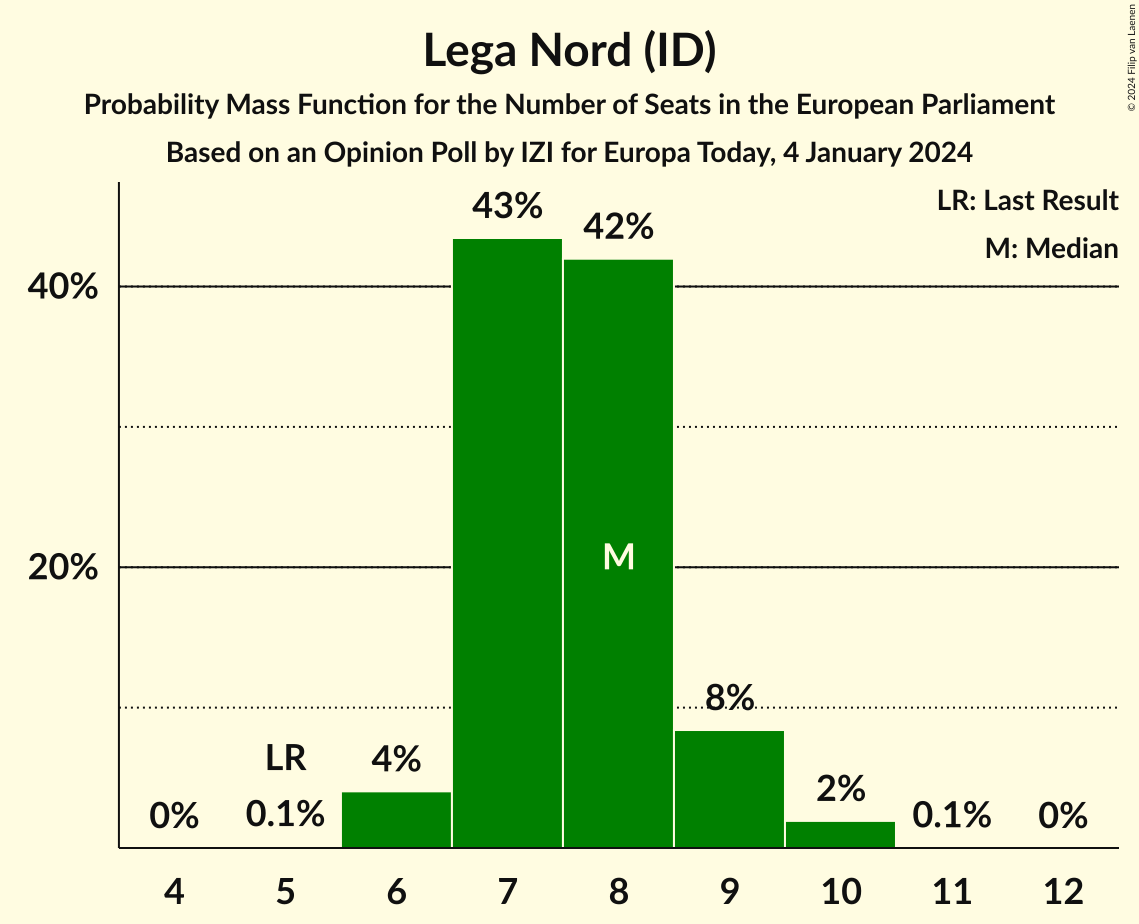 Lega Nord (ID)
Probability Mass Function for the Number of Seats in the European Parliament
Based on an Opinion Poll by IZI for Europa Today, 4 January 2024
© 2024 Filip van Laenen
LR: Last Result
M: Median
43%
42%
40%
20%
M
8%
LR
4%
2%
0%
0.1%
0.1%
0%
4 5 6 7 8 9 10 11 12